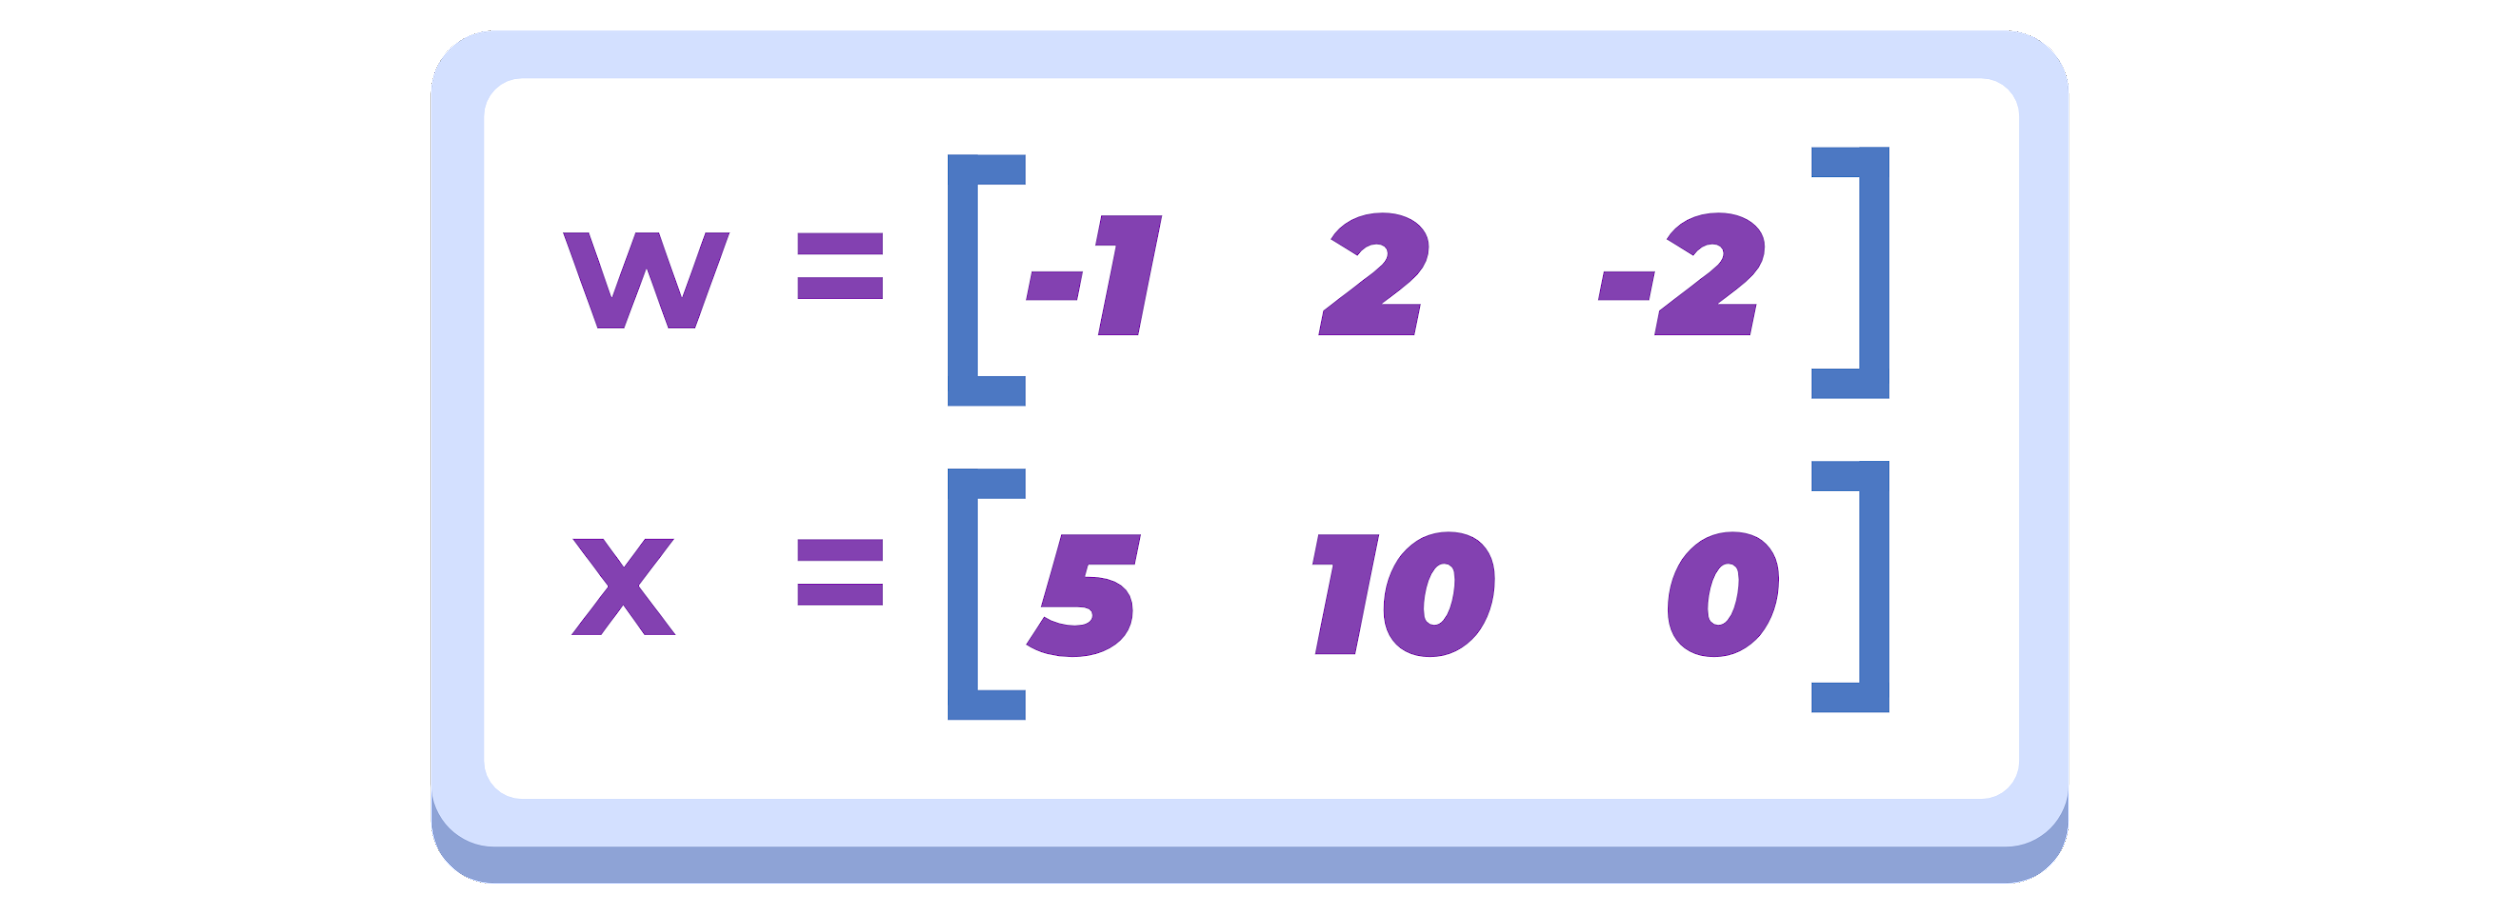 w = [-1 2 -2]
x = [5 10 0]